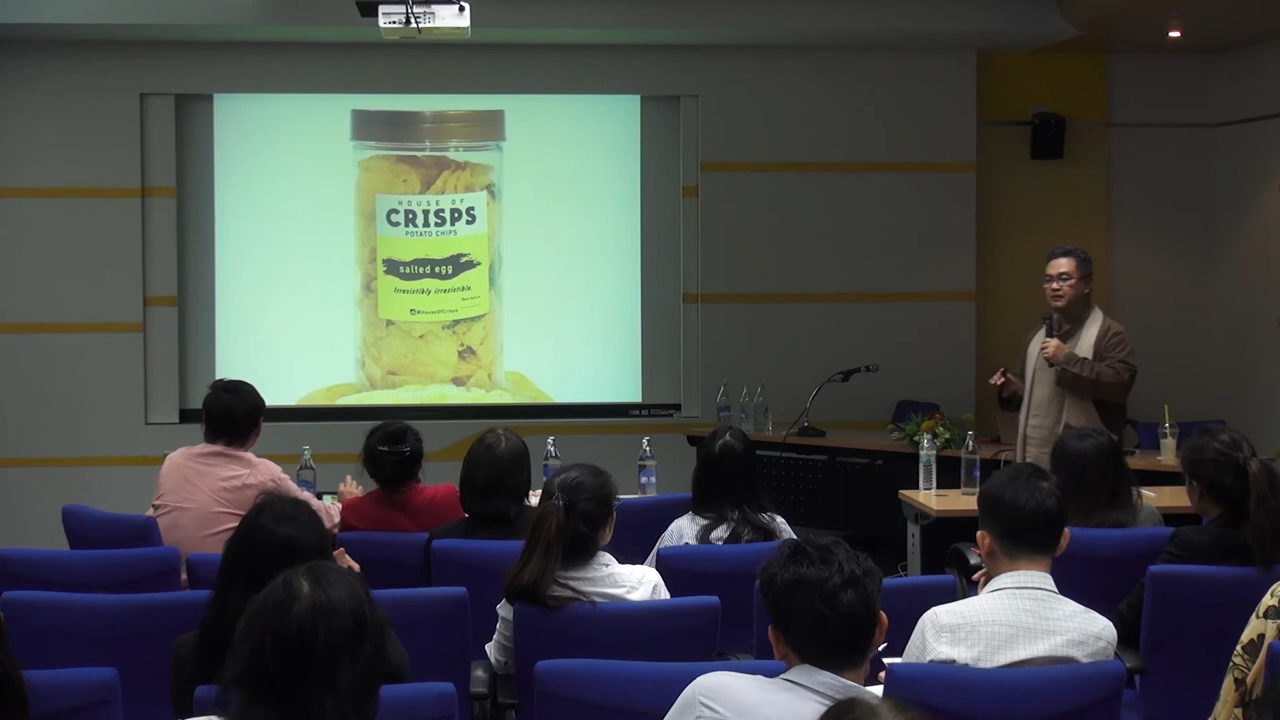 HOUSE OF
CRISPS
POTATO CHIPS
salted egg
Irresistibly irresistible.
@HouseOfCrisps